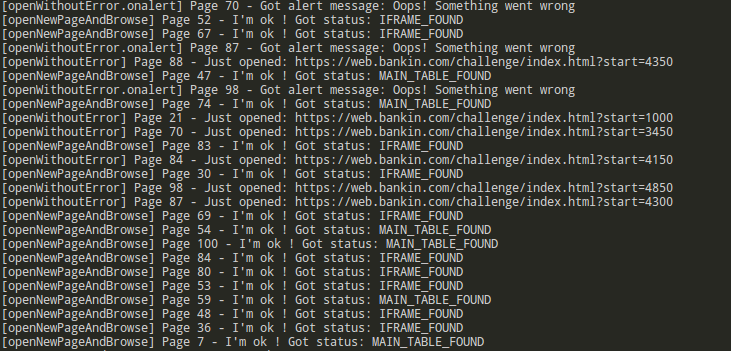 [openWithoutError.onalert] Page 70 - Got alert message: Oops! Something went wrong
[openNewPageAndBrowse] Page 52 - I'm ok ! Got status: IFRAME_FOUND
[openNewPageAndBrowse] Page 67 - I'm ok ! Got status: IFRAME_FOUND
[openWithoutError.onalert] Page 87 - Got alert message: Oops! Something went wrong
[openWithoutError] Page 88 - Just opened: https://web.bankin.com/challenge/index.html?start=4350
[openNewPageAndBrowse] Page 47 - I'm ok ! Got status: MAIN_TABLE_FOUND
[openWithoutError.onalert] Page 98 - Got alert message: Oops! Something went wrong
[openNewPageAndBrowse] Page 74 - I'm ok ! Got status: MAIN_TABLE_FOUND
[openWithoutError] Page 21 - Just opened: https://web.bankin.com/challenge/index.html?start=1000
[openWithoutError] Page 70 - Just opened: https://web.bankin.com/challenge/index.html?start=3450
[openNewPageAndBrowse] Page 83 - I'm ok ! Got status: IFRAME_FOUND
[openWithoutError] Page 84 - Just opened: https://web.bankin.com/challenge/index.html?start=4150
[openNewPageAndBrowse] Page 30 - I'm ok ! Got status: IFRAME_FOUND
[openWithoutError] Page 98 - Just opened: https://web.bankin.com/challenge/index.html?start=4850
[openWithoutError] Page 87 - Just opened: https://web.bankin.com/challenge/index.html?start=4300
[openNewPageAndBrowse] Page 69 - I'm ok ! Got status: IFRAME_FOUND
[openNewPageAndBrowse] Page 54 - I'm ok ! Got status: MAIN_TABLE_FOUND
[openNewPageAndBrowse] Page 100 - I'm ok ! Got status: MAIN_TABLE_FOUND
[openNewPageAndBrowse] Page 84 - I'm ok ! Got status: IFRAME_FOUND
[openNewPageAndBrowse] Page 80 - I'm ok ! Got status: IFRAME_FOUND
[openNewPageAndBrowse] Page 53 - I'm ok ! Got status: IFRAME_FOUND
[openNewPageAndBrowse] Page 59 - I'm ok ! Got status: MAIN_TABLE_FOUND
[openNewPageAndBrowse] Page 48 - I'm ok ! Got status: IFRAME_FOUND
[openNewPageAndBrowse] Page 36 - I'm ok ! Got status: IFRAME_FOUND
[openNewPageAndBrowse] Page 7 - I'm ok ! Got status: MAIN_TABLE_FOUND